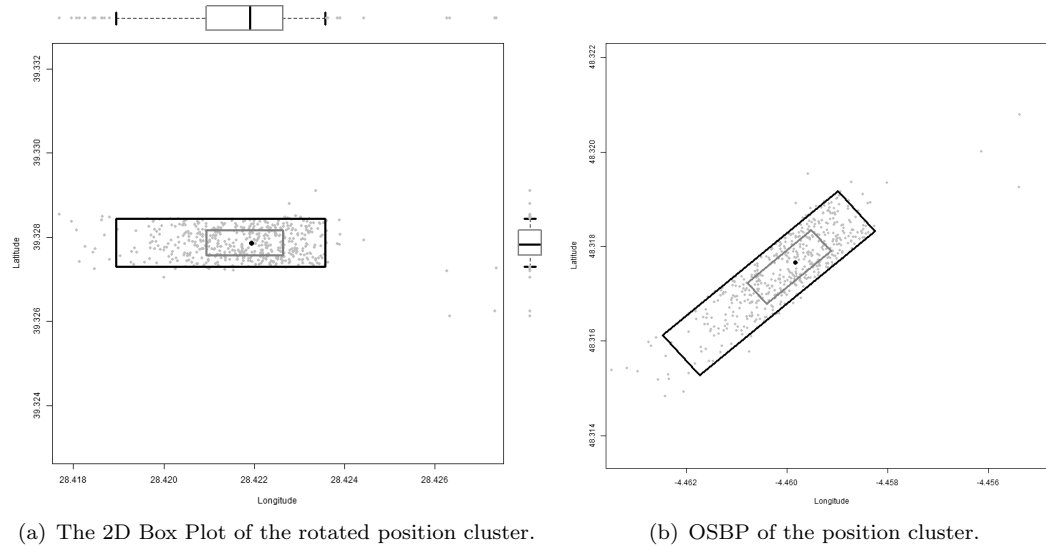 39.332
39.330
39.328
39.326
39.324
Latitude
28.418 28.420 28.422 28.424 28.426
Longitude
48.322
48.320
48.318
48.316
48.314
Latitude
-4.462 -4.460 -4.458 -4.456
Longitude
(a) The 2D Box Plot of the rotated position cluster.
(b) OSBP of the position cluster.